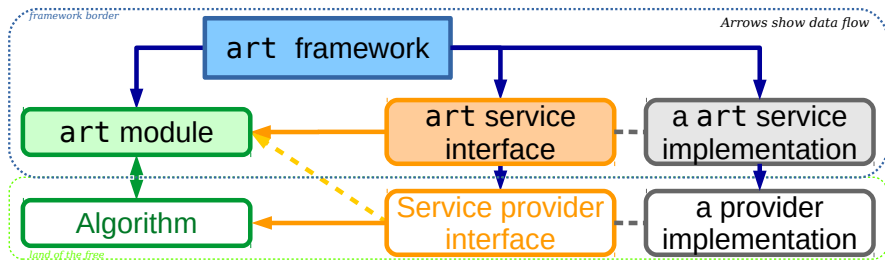 framework border
Arrows show data flow
art framework
art module
art service
interface
a art service
implementation
Algorithm
Service provider
interface
a provider
implementation
land of the free